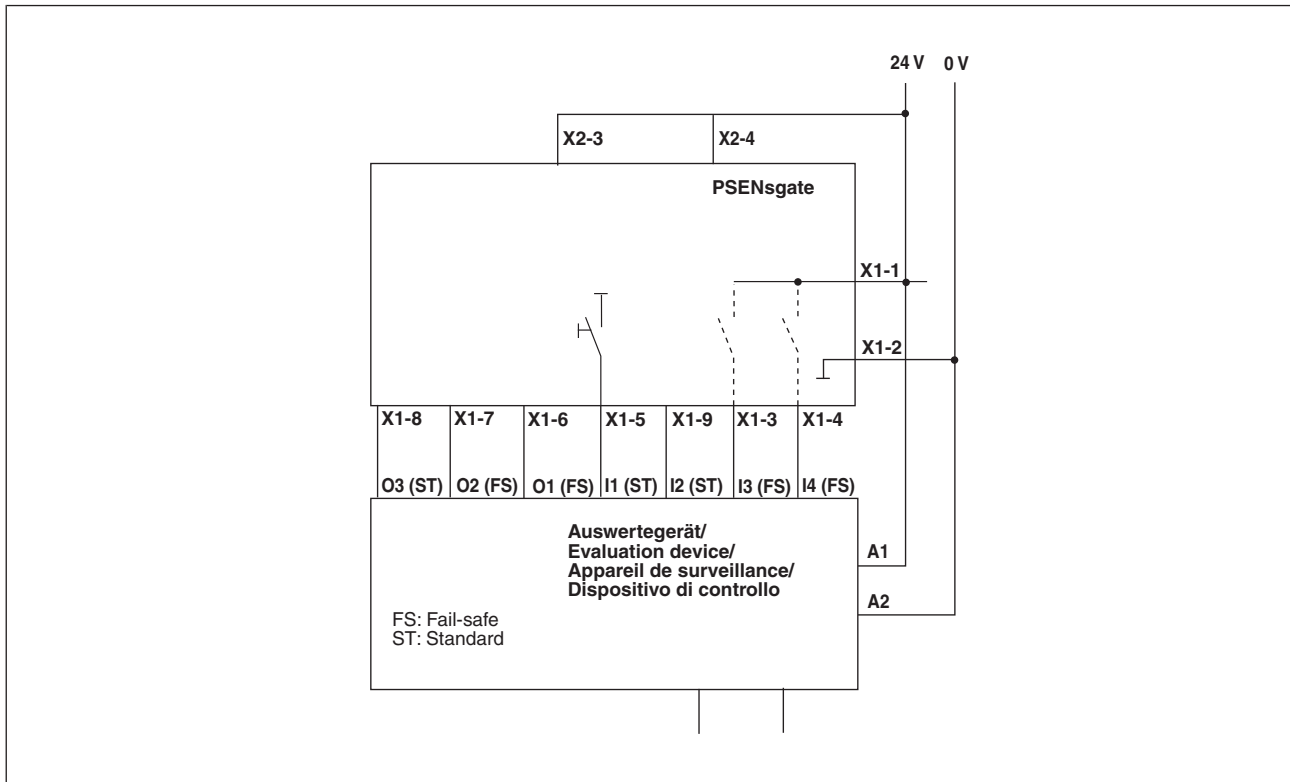 24 V 0 V
X2-3 X2-4
PSENsgate
X1-1
X1-2
X1-8 X1-7 X1-6 X1-5 X1-9 X1-3 X1-4
O3 (ST) O2 (FS) O1 (FS) I1 (ST) I2 (ST) I3 (FS) I4 (FS)
Auswertegerät/
Evaluation device/
Appareil de surveillance/
Dispositivo di controllo
A1
A2
FS: Fail-safe
ST: Standard